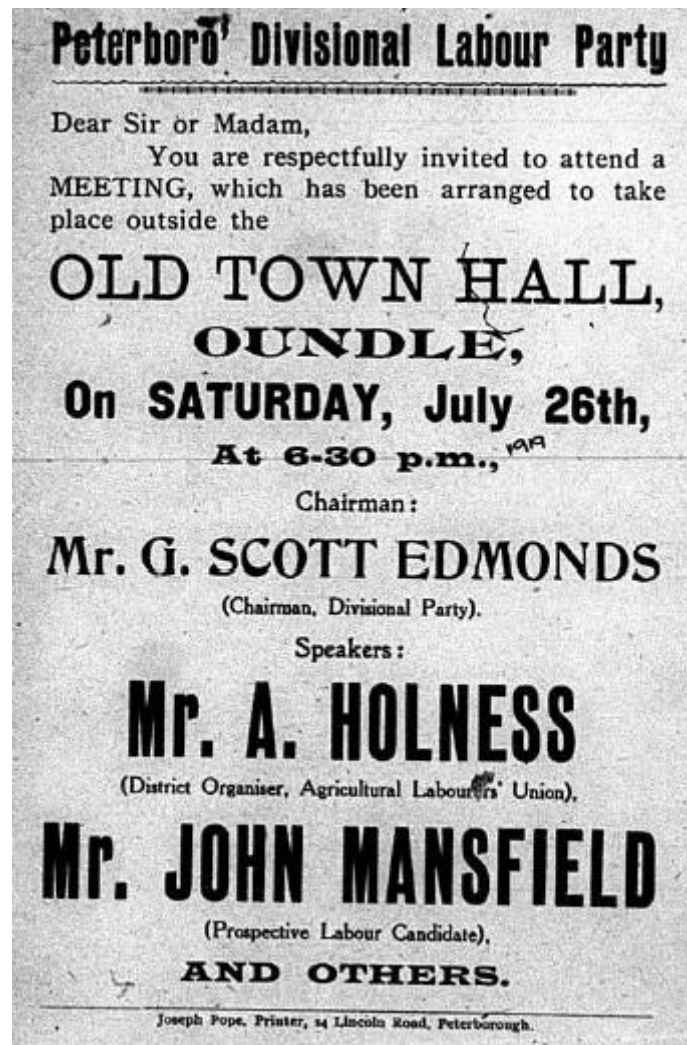 Peterboro' Divisional Labour Party
Dear Sir or Madam,
You are respectfully invited to attend a
MEETING, which has been arranged to take
place outside the
OLD TOWN HALL,
OUNDLE,
On SATURDAY, July 26th,
At 6-30 p.m., 1919
Chairman:
Mr. G. SCOTT EDMONDS
(Chairman, Divisional Party).
Speakers:
Mr. A. HOLNESS
(District Organiser, Agricultural Labourers' Union),
Mr. JOHN MANSFIELD
(Prospective Labour Candidate),
AND OTHERS.
Joseph Pope, Printer, 24 Lincoln Road, Peterborough.